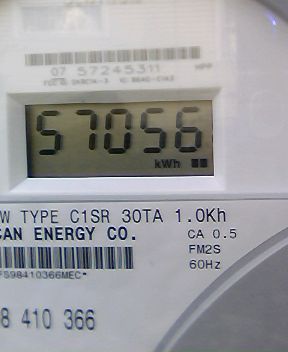 07 57245311
57056
kWh
W TYPE C1SR 30TA 1.0Kh
CAN ENERGY CO.
CA 0.5
FM2S
60Hz
FS98410366MEC*
8 410 366